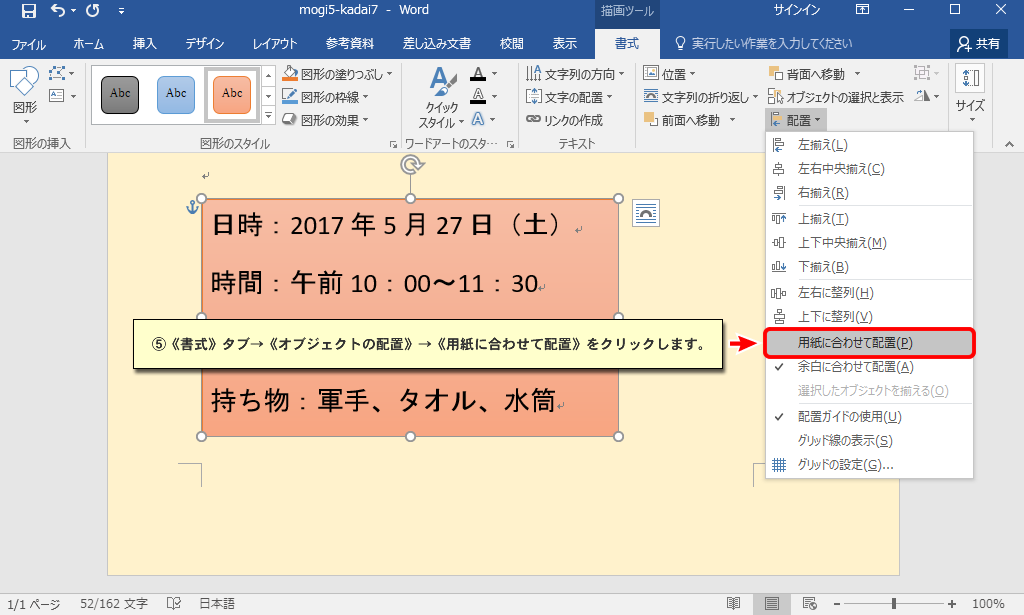 mogi5-kadai7 - Word
描画ツール
サインイン
ファイル
ホーム
挿入
デザイン
レイアウト
参考資料
差し込み文書
校閲
表示
書式
実行したい作業を入力してください
共有
図形
Abc
Abc
Abc
図形の塗りつぶし
図形の枠線
図形の効果
クイック
スタイル
文字列の方向
文字の配置
リンクの作成
位置
文字列の折り返し
前面へ移動
背面へ移動
オブジェクトの選択と表示
配置
サイズ
図形の挿入
図形のスタイル
ワードアートのスタ…
テキスト
左揃え(L)
左右中央揃え(C)
右揃え(R)
上揃え(T)
上下中央揃え(M)
下揃え(B)
左右に整列(H)
上下に整列(V)
用紙に合わせて配置(P)
余白に合わせて配置(A)
選択したオブジェクトを揃える(O)
配置ガイドの使用(U)
グリッド線の表示(S)
グリッドの設定(G)...
日時：2017 年 5 月 27 日（土）
時間：午前 10：00～11：30
⑤《書式》タブ→《オブジェクトの配置》→《用紙に合わせて配置》をクリックします。
持ち物：軍手、タオル、水筒
1/1 ページ
52/162 文字
日本語
100%